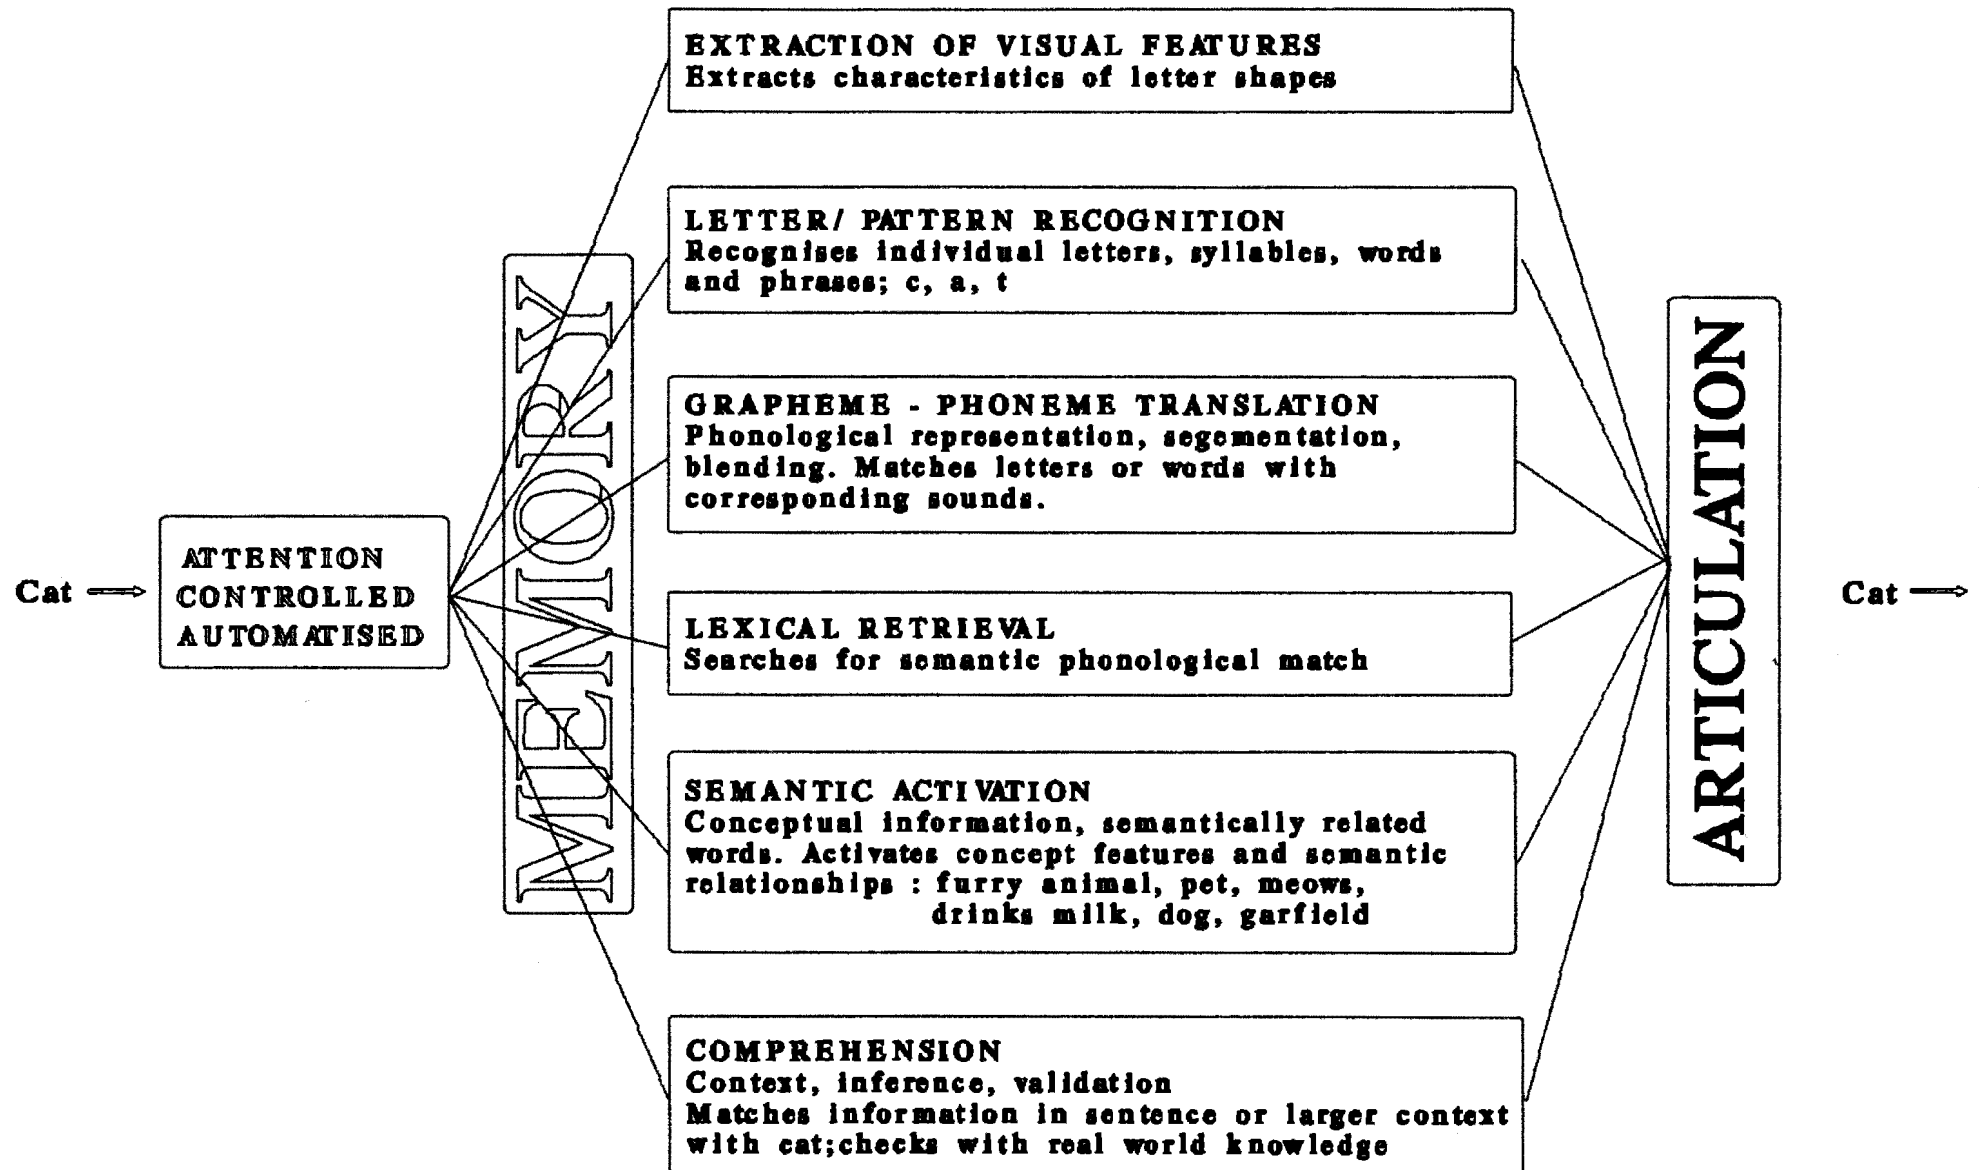 EXTRACTION OF VISUAL FEATURES
Extracts characteristics of letter shapes
LETTER/ PATTERN RECOGNITION
Recognises individual letters, syllables, words
and phrases; c, a, t
GRAPHEME - PHONEME TRANSLATION
Phonological representation, segementation,
blending. Matches letters or words with
corresponding sounds.
Cat
ATTENTION
CONTROLLED
AUTOMATISED
MEMORY
LEXICAL RETRIEVAL
Searches for semantic phonological match
SEMANTIC ACTIVATION
Conceptual information, semantically related
words. Activates concept features and semantic
relationships : furry animal, pet, meows,
drinks milk, dog, garfield
COMPREHENSION
Context, inference, validation
Matches information in sentence or larger context
with cat;checks with real world knowledge
ARTICULATION
Cat